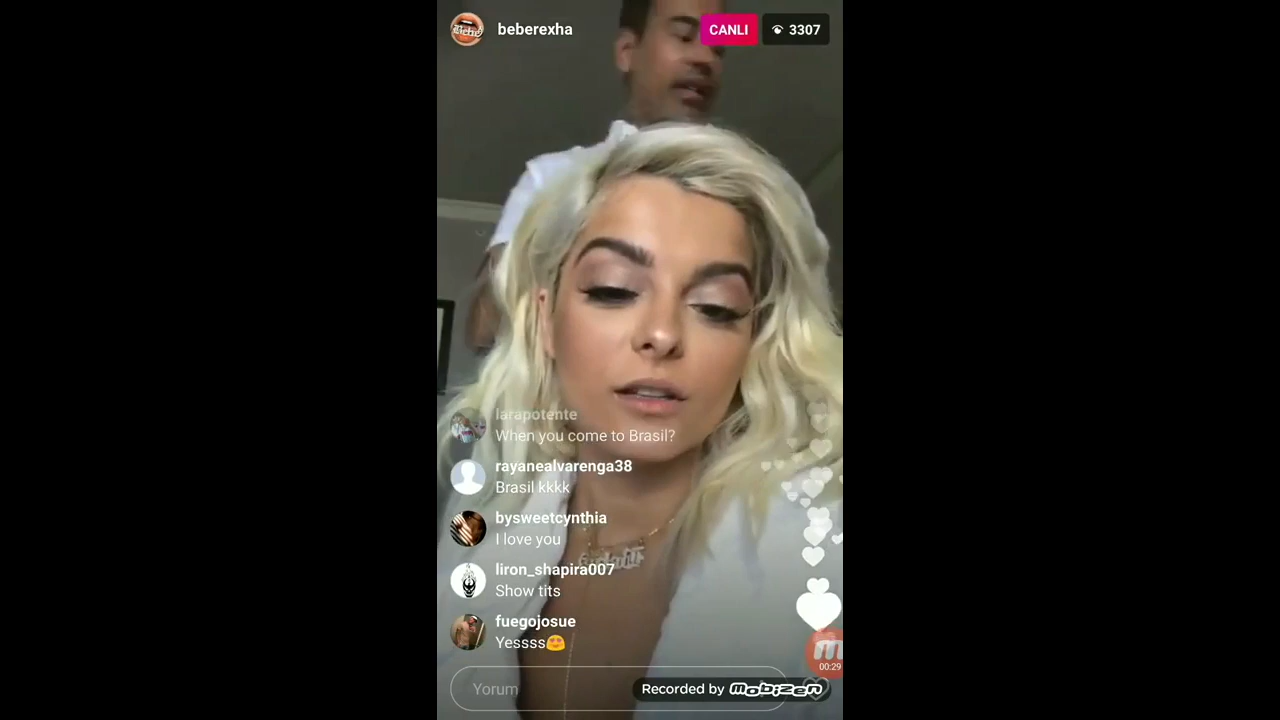 beberexha
CANLI
3307
larapotente
When you come to Brasil?
rayanealvarenga38
Brasil kkkk
bysweetcynthia
I love you
liron_shapira007
Show tits
fuegojosue
Yessss😍
00:29
Yorum
Recorded by mobizen